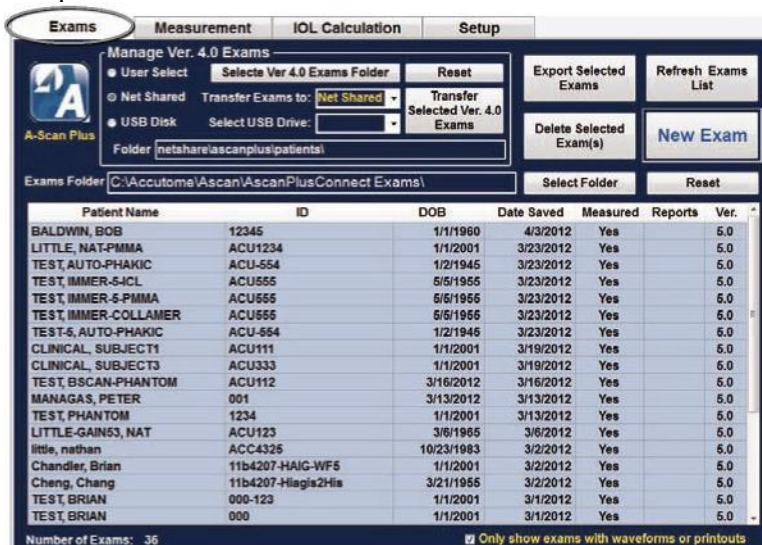 Exams Measurement IOL Calculation Setup
Manage Ver. 4.0 Exams
User Select Selecte Ver 4.0 Exams Folder Reset
Net Shared Transfer Exams to: Net Shared Transfer Selected Ver. 4.0 Exams
USB Disk Select USB Drive:
Folder netshare\ascanplus\patients\
A-Scan Plus
Export Selected Exams
Refresh Exams List
Delete Selected Exam(s)
New Exam
Exams Folder C:\Accutome\Ascan\AscanPlusConnect Exams\ Select Folder Reset
Patient Name ID DOB Date Saved Measured Reports Ver.
BALDWIN, BOB 12345 1/1/1960 4/3/2012 Yes 5.0
LITTLE, NAT-PMMA ACU1234 1/1/2001 3/23/2012 Yes 5.0
TEST, AUTO-PHAKIC ACU-554 1/2/1945 3/23/2012 Yes 5.0
TEST, IMMER-5-ICL ACU555 5/5/1955 3/23/2012 Yes 5.0
TEST, IMMER-5-PMMA ACU555 5/5/1955 3/23/2012 Yes 5.0
TEST, IMMER-COLLAMER ACU555 5/5/1955 3/23/2012 Yes 5.0
TEST-5, AUTO-PHAKIC ACU-554 1/2/1945 3/23/2012 Yes 5.0
CLINICAL, SUBJECT1 ACU111 1/1/2001 3/19/2012 Yes 5.0
CLINICAL, SUBJECT3 ACU333 1/1/2001 3/19/2012 Yes 5.0
TEST, BSCAN-PHANTOM ACU112 3/16/2012 3/16/2012 Yes 5.0
MANAGAS, PETER 001 3/13/2012 3/13/2012 Yes 5.0
TEST, PHANTOM 1234 1/1/2001 3/13/2012 Yes 5.0
LITTLE-GAIN53, NAT ACU123 3/6/1965 3/6/2012 Yes 5.0
little, nathan ACC4325 10/23/1983 3/2/2012 Yes 5.0
Chandler, Brian 11b4207-HAIG-WF5 1/1/2001 3/2/2012 Yes 5.0
Cheng, Chang 11b4207-Hiagis2His 3/21/1955 3/2/2012 Yes 5.0
TEST, BRIAN 000-123 1/1/2001 3/1/2012 Yes 5.0
TEST, BRIAN 000 1/1/2001 3/1/2012 Yes 5.0
Number of Exams: 36 Only show exams with waveforms or printouts